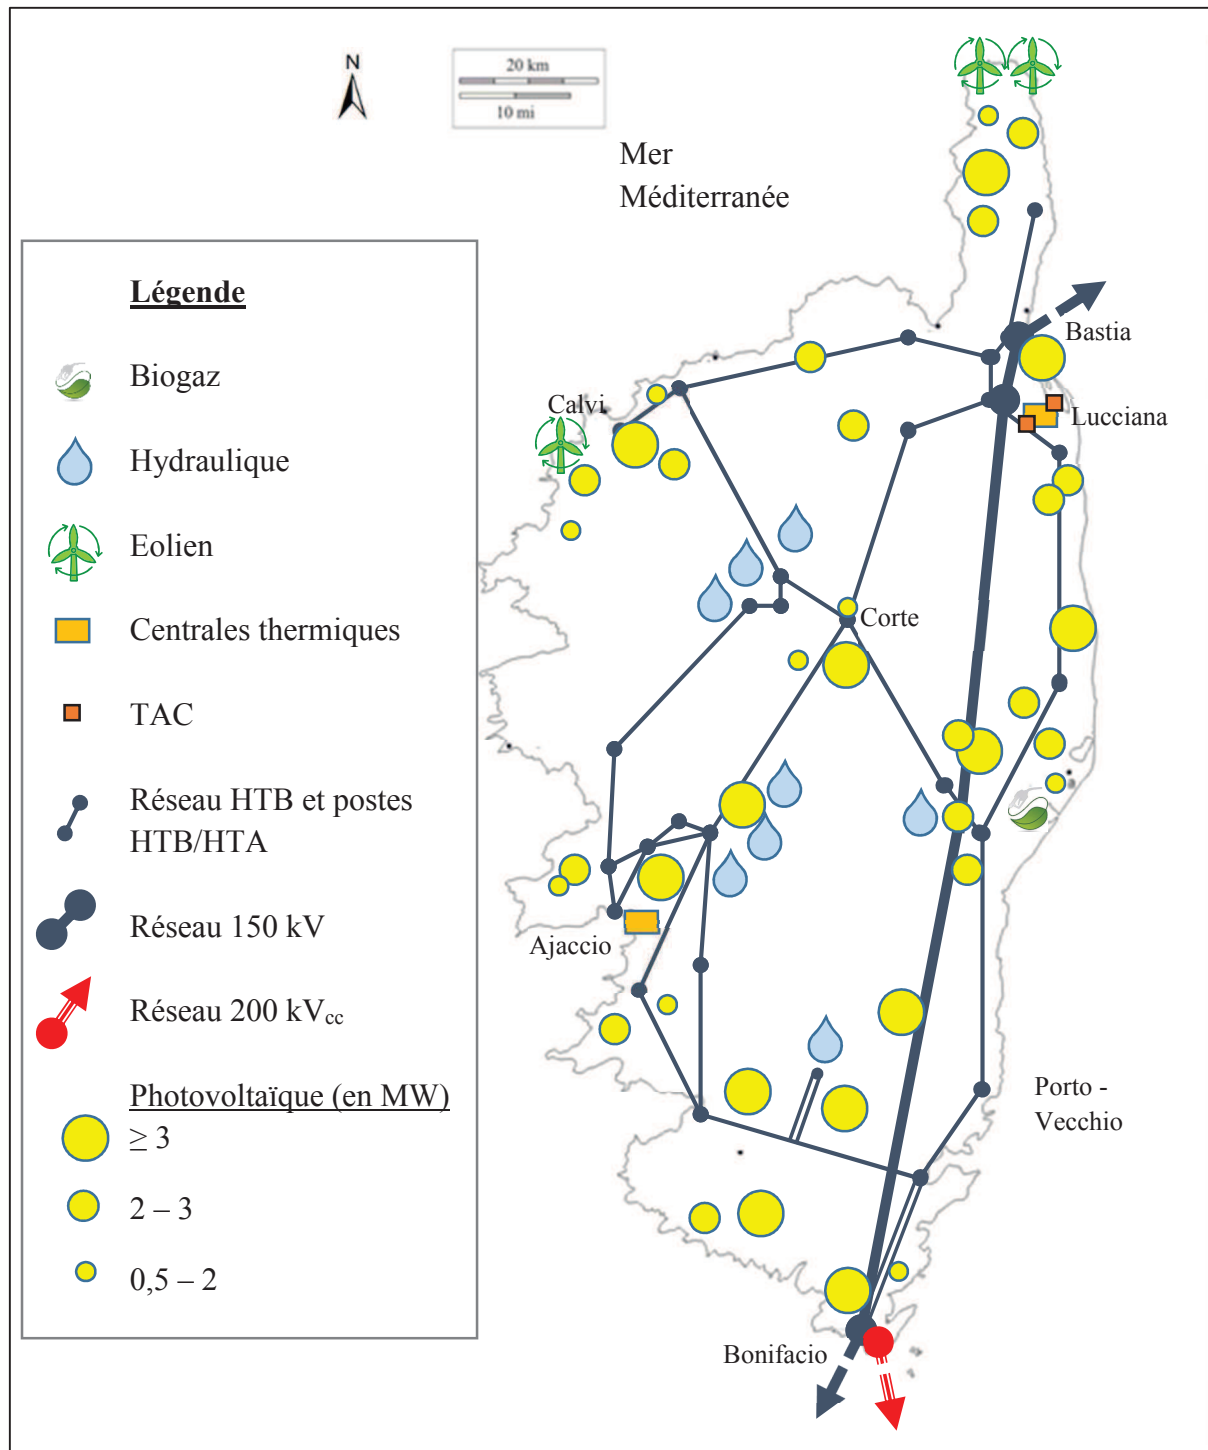 N
20 km
10 mi
Mer
Méditerranée
Légende
Biogaz
Hydraulique
Eolien
Centrales thermiques
TAC
Réseau HTB et postes
HTB/HTA
Réseau 150 kV
Réseau 200 kVcc
Photovoltaïque (en MW)
≥ 3
2 – 3
0,5 – 2
Bastia
Calvi
Lucciana
Corte
Ajaccio
Porto -
Vecchio
Bonifacio